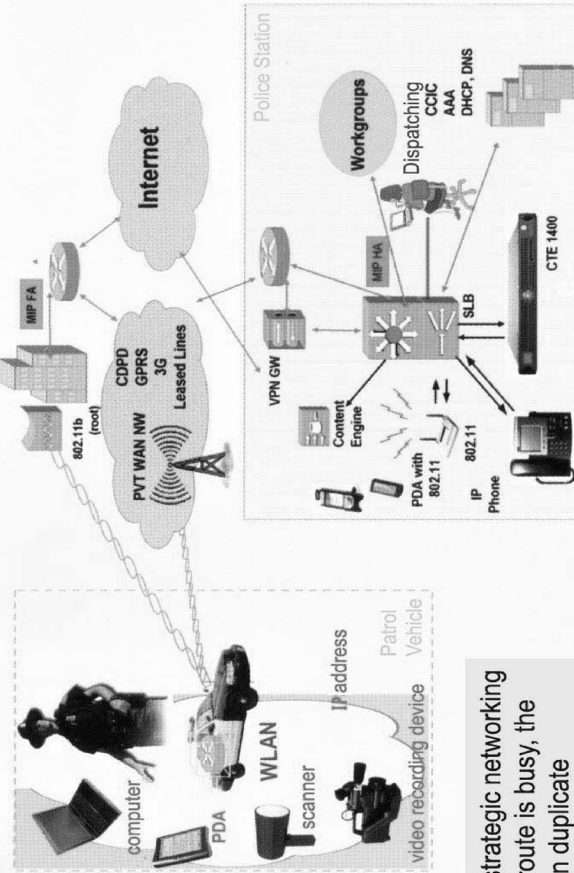 computer
PDA
scanner
video recording device
WLAN
IP address
Patrol
Vehicle
802.11b
(root)
MIP FA
PVT WAN NW
CDPD
GPRS
3G
Leased Lines
Internet
Police Station
VPN GW
MIP HA
Workgroups
Dispatching
CCIC
AAA
DHCP, DNS
Content
Engine
SLB
PDA with
802.11
802.11
IP
Phone
CTE 1400
strategic networking
route is busy, the
n duplicate